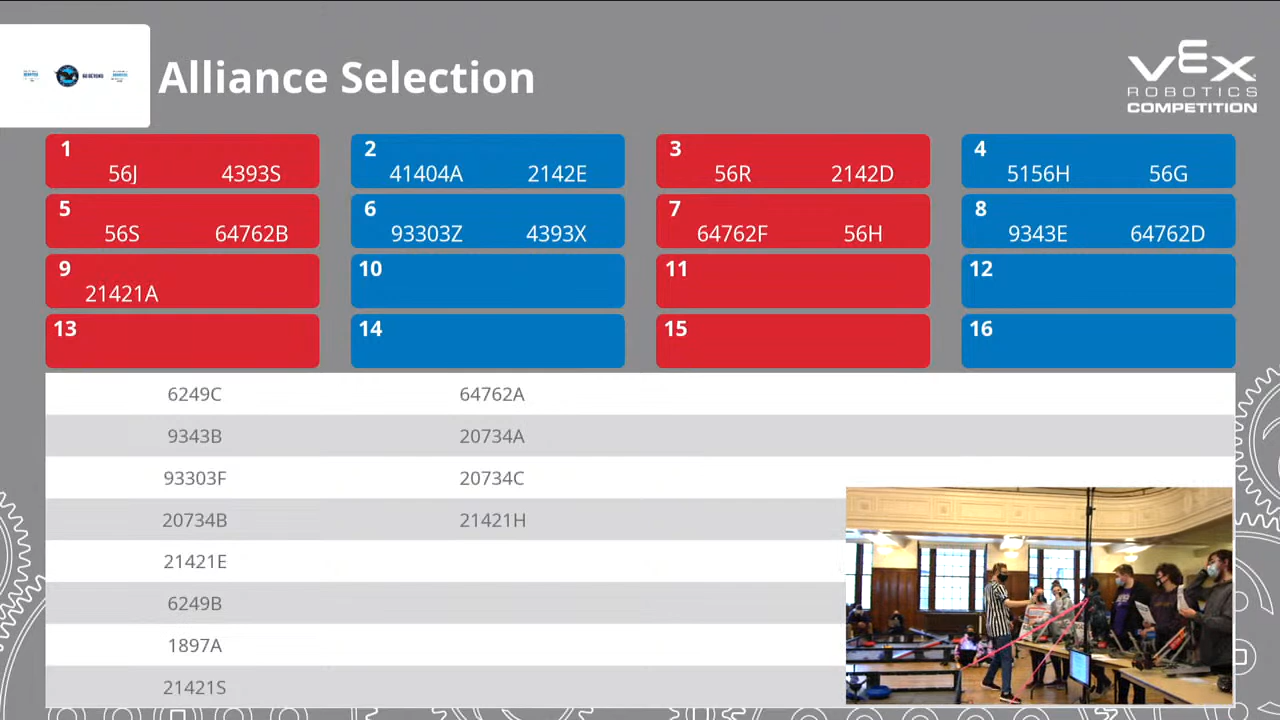 Alliance Selection
VEX
ROBOTICS
COMPETITION
1
56J 4393S
2
41404A 2142E
3
56R 2142D
4
5156H 56G
5
56S 64762B
6
93303Z 4393X
7
64762F 56H
8
9343E 64762D
9
21421A
10
11
12
13
14
15
16
6249C 64762A
9343B 20734A
93303F 20734C
20734B 21421H
21421E
6249B
1897A
21421S